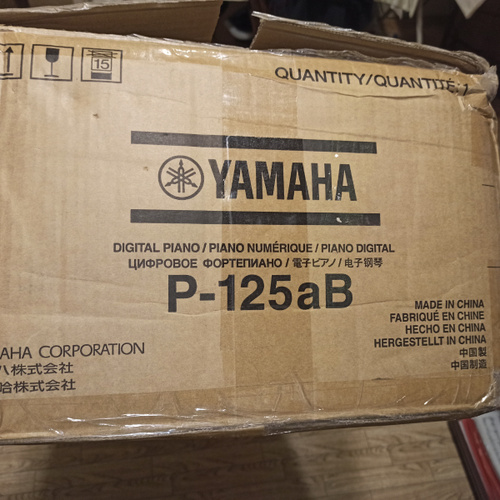 15
QUANTITY/QUANTITÉ: 1
YAMAHA
DIGITAL PIANO / PIANO NUMÉRIQUE / PIANO DIGITAL
ЦИФРОВОЕ ФОРТЕПИАНО / 電子ピアノ / 电子钢琴
P-125aB
MADE IN CHINA
FABRIQUÉ EN CHINE
HECHO EN CHINA
HERGESTELLT IN CHINA
中国製
中国制造
AHA CORPORATION
ハ株式会社
哈株式会社